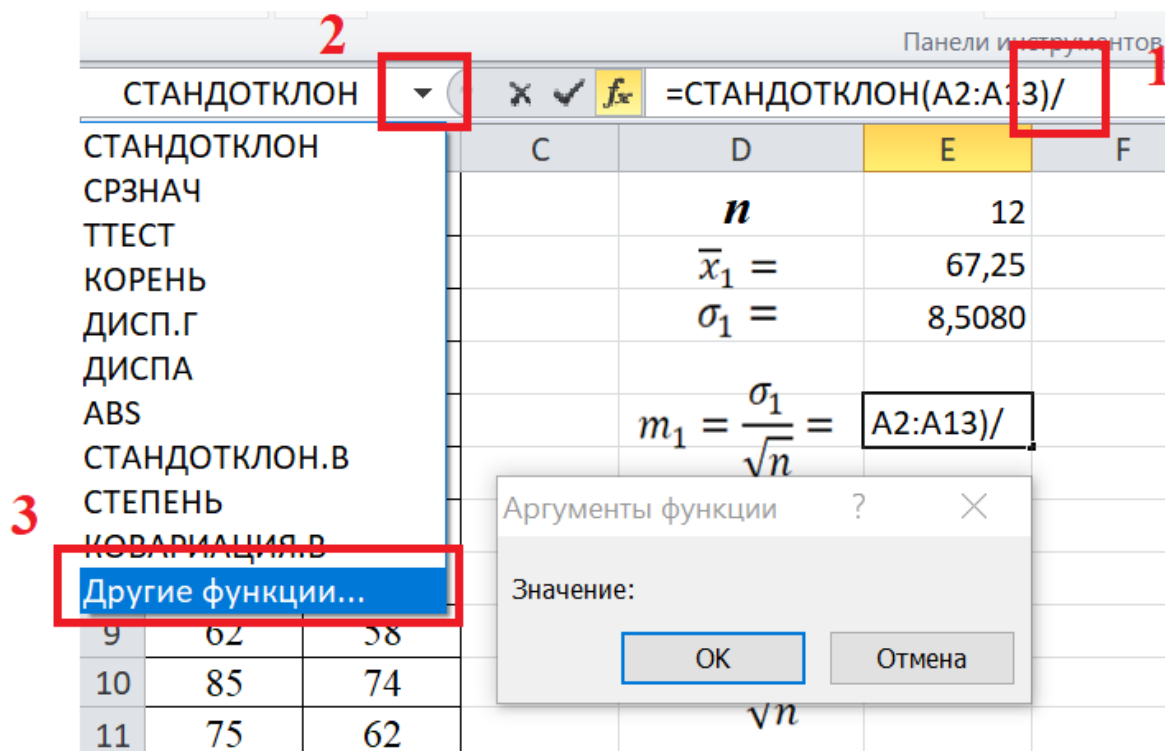 2
Панели инструментов
1
СТАНДОТКЛОН
fx =СТАНДОТКЛОН(A2:A13)/
C D E F
СТАНДОТКЛОН
СРЗНАЧ
ТТЕСТ
КОРЕНЬ
ДИСП.Г
ДИСПА
ABS
СТАНДОТКЛОН.В
СТЕПЕНЬ
КОВАРИАЦИЯ.В
Другие функции...
3
n 12
x̅₁ = 67,25
σ₁ = 8,5080
m₁ = σ₁/√n = A2:A13)/
Аргументы функции ? ×
Значение:
OK Отмена
√n
9 62 58
10 85 74
11 75 62